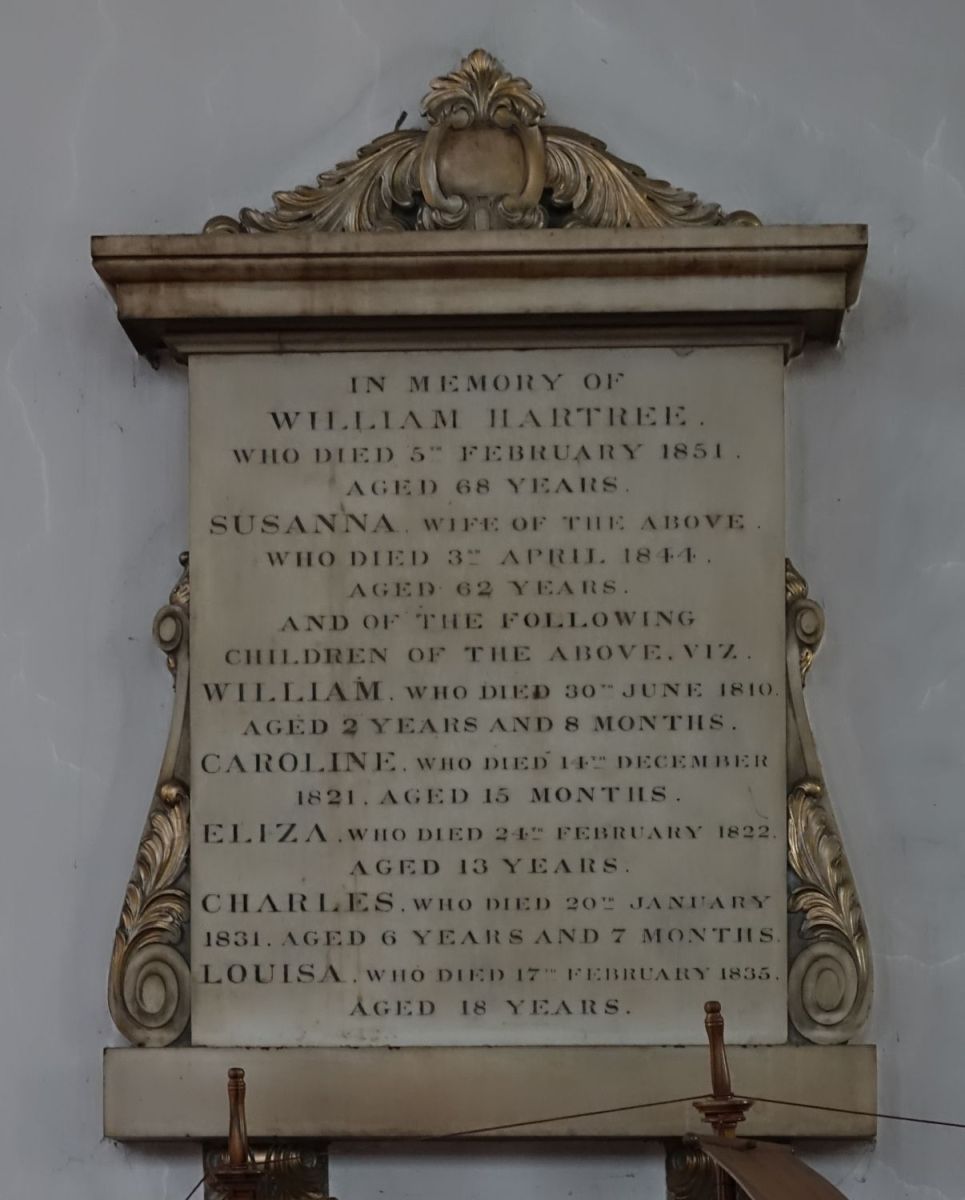 IN MEMORY OF
WILLIAM HARTREE.
WHO DIED 5TH FEBRUARY 1851.
AGED 68 YEARS.
SUSANNA. WIFE OF THE ABOVE.
WHO DIED 3RD APRIL 1844.
AGED 62 YEARS.
AND OF THE FOLLOWING
CHILDREN OF THE ABOVE. VIZ.
WILLIAM. WHO DIED 30TH JUNE 1810.
AGED 2 YEARS AND 8 MONTHS.
CAROLINE. WHO DIED 14TH DECEMBER
1821. AGED 15 MONTHS.
ELIZA. WHO DIED 24TH FEBRUARY 1822.
AGED 13 YEARS.
CHARLES. WHO DIED 20TH JANUARY
1831. AGED 6 YEARS AND 7 MONTHS.
LOUISA. WHO DIED 17TH FEBRUARY 1835.
AGED 18 YEARS.